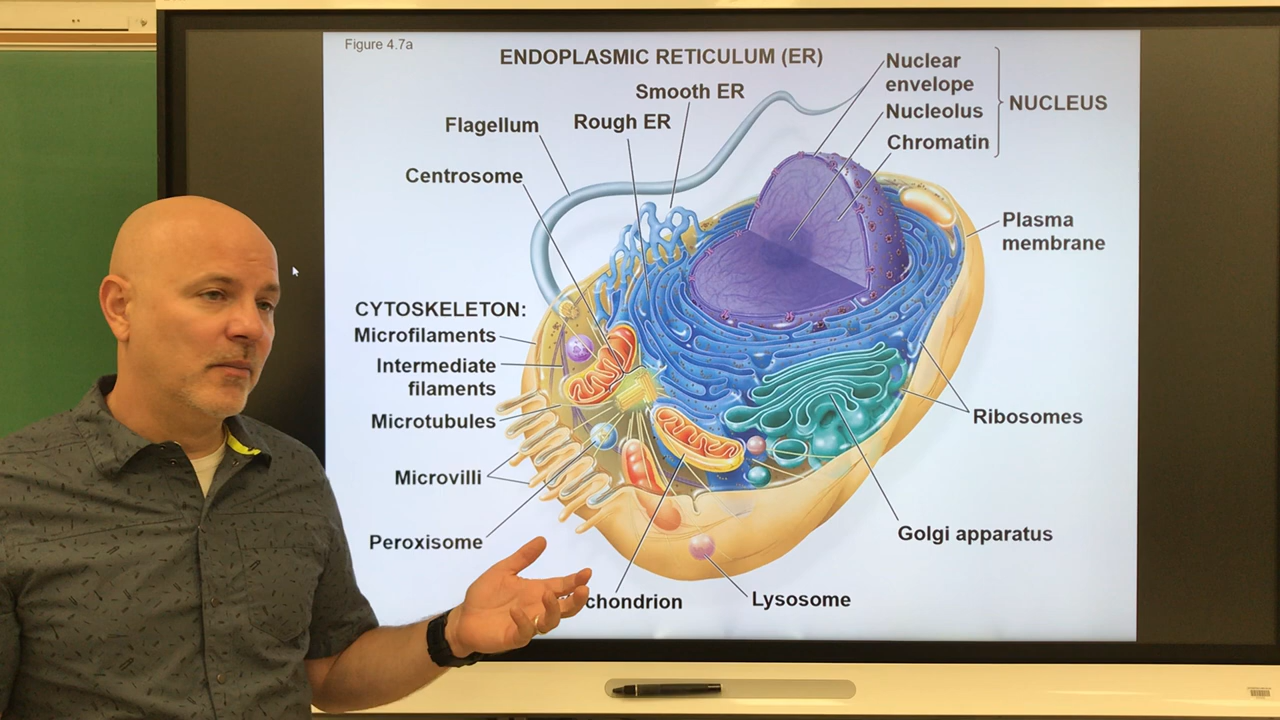 Figure 4.7a
ENDOPLASMIC RETICULUM (ER)
Smooth ER
Rough ER
Flagellum
Centrosome
Nuclear
envelope
Nucleolus
Chromatin
NUCLEUS
Plasma
membrane
CYTOSKELETON:
Microfilaments
Intermediate
filaments
Microtubules
Microvilli
Peroxisome
Ribosomes
Golgi apparatus
chondrion
Lysosome